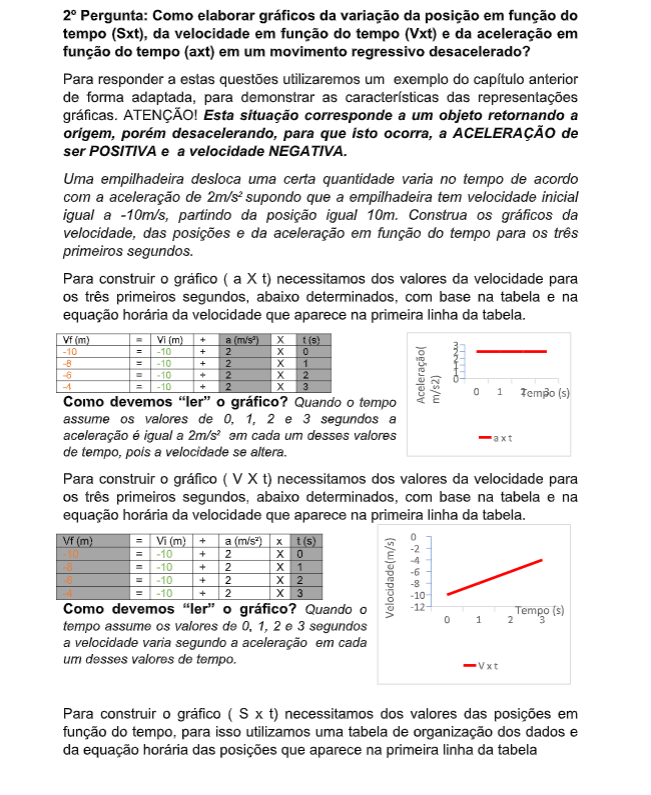 2º Pergunta: Como elaborar gráficos da variação da posição em função do
tempo (Sxt), da velocidade em função do tempo (Vxt) e da aceleração em
função do tempo (axt) em um movimento regressivo desacelerado?
Para responder a estas questões utilizaremos um exemplo do capítulo anterior
de forma adaptada, para demonstrar as características das representações
gráficas. ATENÇÃO! Esta situação corresponde a um objeto retornando a
origem, porém desacelerando, para que isto ocorra, a ACELERAÇÃO de
ser POSITIVA e a velocidade NEGATIVA.
Uma empilhadeira desloca uma certa quantidade varia no tempo de acordo
com a aceleração de 2m/s² supondo que a empilhadeira tem velocidade inicial
igual a -10m/s, partindo da posição igual 10m. Construa os gráficos da
velocidade, das posições e da aceleração em função do tempo para os três
primeiros segundos.
Para construir o gráfico ( a X t) necessitamos dos valores da velocidade para
os três primeiros segundos, abaixo determinados, com base na tabela e na
equação horária da velocidade que aparece na primeira linha da tabela.
Vf (m) = Vi (m) + a (m/s²) X t (s)
-10 = -10 + 2 X 0
-8 = -10 + 2 X 1
-6 = -10 + 2 X 2
-4 = -10 + 2 X 3
Aceleração(
m/s2)
3
2
2
1
1
0
0 1 2 3
Tempo (s)
a x t
Como devemos “ler” o gráfico? Quando o tempo
assume os valores de 0, 1, 2 e 3 segundos a
aceleração é igual a 2m/s² em cada um desses valores
de tempo, pois a velocidade se altera.
Para construir o gráfico ( V X t) necessitamos dos valores da velocidade para
os três primeiros segundos, abaixo determinados, com base na tabela e na
equação horária da velocidade que aparece na primeira linha da tabela.
Vf (m) = Vi (m) + a (m/s²) x t (s)
-10 = -10 + 2 X 0
-8 = -10 + 2 X 1
-6 = -10 + 2 X 2
-4 = -10 + 2 X 3
Velocidade(m/s)
0
-2
-4
-6
-8
-10
-12
0 1 2 3
Tempo (s)
V x t
Como devemos “ler” o gráfico? Quando o
tempo assume os valores de 0, 1, 2 e 3 segundos
a velocidade varia segundo a aceleração em cada
um desses valores de tempo.
Para construir o gráfico ( S x t) necessitamos dos valores das posições em
função do tempo, para isso utilizamos uma tabela de organização dos dados e
da equação horária das posições que aparece na primeira linha da tabela